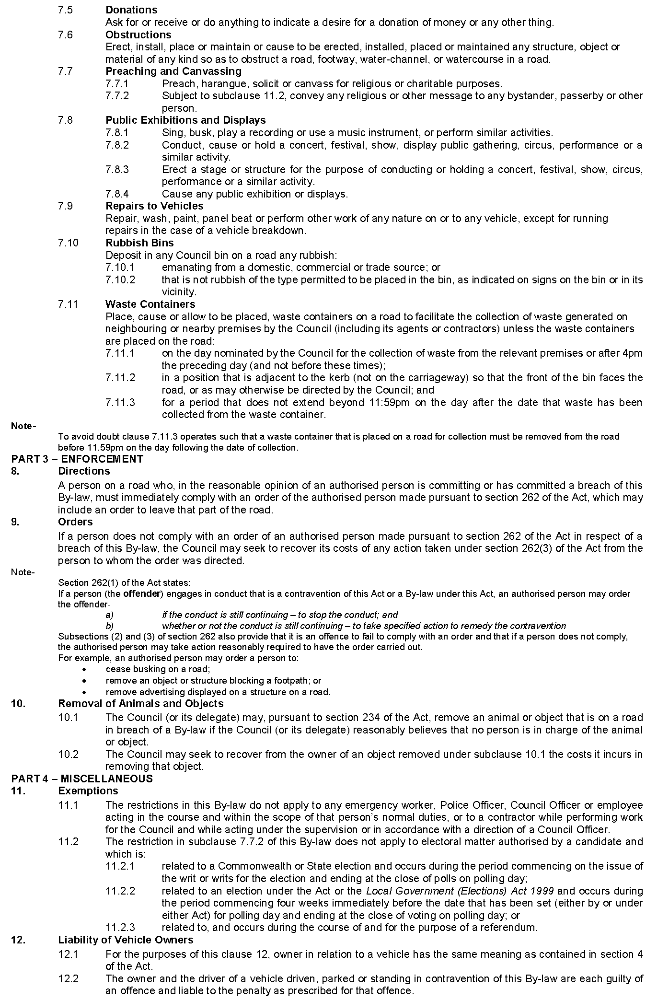 7.5 Donations
Ask for or receive or do anything to indicate a desire for a donation of money or any other thing.
7.6 Obstructions
Erect, install, place or maintain or cause to be erected, installed, placed or maintained any structure, object or
material of any kind so as to obstruct a road, footway, water-channel, or watercourse in a road.
7.7 Preaching and Canvassing
7.7.1 Preach, harangue, solicit or canvass for religious or charitable purposes.
7.7.2 Subject to subclause 11.2, convey any religious or other message to any bystander, passerby or other
person.
7.8 Public Exhibitions and Displays
7.8.1 Sing, busk, play a recording or use a music instrument, or perform similar activities.
7.8.2 Conduct, cause or hold a concert, festival, show, display public gathering, circus, performance or a
similar activity.
7.8.3 Erect a stage or structure for the purpose of conducting or holding a concert, festival, show, circus,
performance or a similar activity.
7.8.4 Cause any public exhibition or displays.
7.9 Repairs to Vehicles
Repair, wash, paint, panel beat or perform other work of any nature on or to any vehicle, except for running
repairs in the case of a vehicle breakdown.
7.10 Rubbish Bins
Deposit in any Council bin on a road any rubbish:
7.10.1 emanating from a domestic, commercial or trade source; or
7.10.2 that is not rubbish of the type permitted to be placed in the bin, as indicated on signs on the bin or in its
vicinity.
7.11 Waste Containers
Place, cause or allow to be placed, waste containers on a road to facilitate the collection of waste generated on
neighbouring or nearby premises by the Council (including its agents or contractors) unless the waste containers
are placed on the road:
7.11.1 on the day nominated by the Council for the collection of waste from the relevant premises or after 4pm
the preceding day (and not before these times);
7.11.2 in a position that is adjacent to the kerb (not on the carriageway) so that the front of the bin faces the
road, or as may otherwise be directed by the Council; and
7.11.3 for a period that does not extend beyond 11:59pm on the day after the date that waste has been
collected from the waste container.
Note-
To avoid doubt clause 7.11.3 operates such that a waste container that is placed on a road for collection must be removed from the road
before 11.59pm on the day following the date of collection.
PART 3 – ENFORCEMENT
8. Directions
A person on a road who, in the reasonable opinion of an authorised person is committing or has committed a breach of this
By-law, must immediately comply with an order of the authorised person made pursuant to section 262 of the Act, which may
include an order to leave that part of the road.
9. Orders
If a person does not comply with an order of an authorised person made pursuant to section 262 of the Act in respect of a
breach of this By-law, the Council may seek to recover its costs of any action taken under section 262(3) of the Act from the
person to whom the order was directed.
Note-
Section 262(1) of the Act states:
If a person (the offender) engages in conduct that is a contravention of this Act or a By-law under this Act, an authorised person may order
the offender-
a) if the conduct is still continuing – to stop the conduct; and
b) whether or not the conduct is still continuing – to take specified action to remedy the contravention
Subsections (2) and (3) of section 262 also provide that it is an offence to fail to comply with an order and that if a person does not comply,
the authorised person may take action reasonably required to have the order carried out.
For example, an authorised person may order a person to:
• cease busking on a road;
• remove an object or structure blocking a footpath; or
• remove advertising displayed on a structure on a road.
10. Removal of Animals and Objects
10.1 The Council (or its delegate) may, pursuant to section 234 of the Act, remove an animal or object that is on a road
in breach of a By-law if the Council (or its delegate) reasonably believes that no person is in charge of the animal
or object.
10.2 The Council may seek to recover from the owner of an object removed under subclause 10.1 the costs it incurs in
removing that object.
PART 4 – MISCELLANEOUS
11. Exemptions
11.1 The restrictions in this By-law do not apply to any emergency worker, Police Officer, Council Officer or employee
acting in the course and within the scope of that person’s normal duties, or to a contractor while performing work
for the Council and while acting under the supervision or in accordance with a direction of a Council Officer.
11.2 The restriction in subclause 7.7.2 of this By-law does not apply to electoral matter authorised by a candidate and
which is:
11.2.1 related to a Commonwealth or State election and occurs during the period commencing on the issue of
the writ or writs for the election and ending at the close of polls on polling day;
11.2.2 related to an election under the Act or the Local Government (Elections) Act 1999 and occurs during
the period commencing four weeks immediately before the date that has been set (either by or under
either Act) for polling day and ending at the close of voting on polling day; or
11.2.3 related to, and occurs during the course of and for the purpose of a referendum.
12. Liability of Vehicle Owners
12.1 For the purposes of this clause 12, owner in relation to a vehicle has the same meaning as contained in section 4
of the Act.
12.2 The owner and the driver of a vehicle driven, parked or standing in contravention of this By-law are each guilty of
an offence and liable to the penalty as prescribed for that offence.